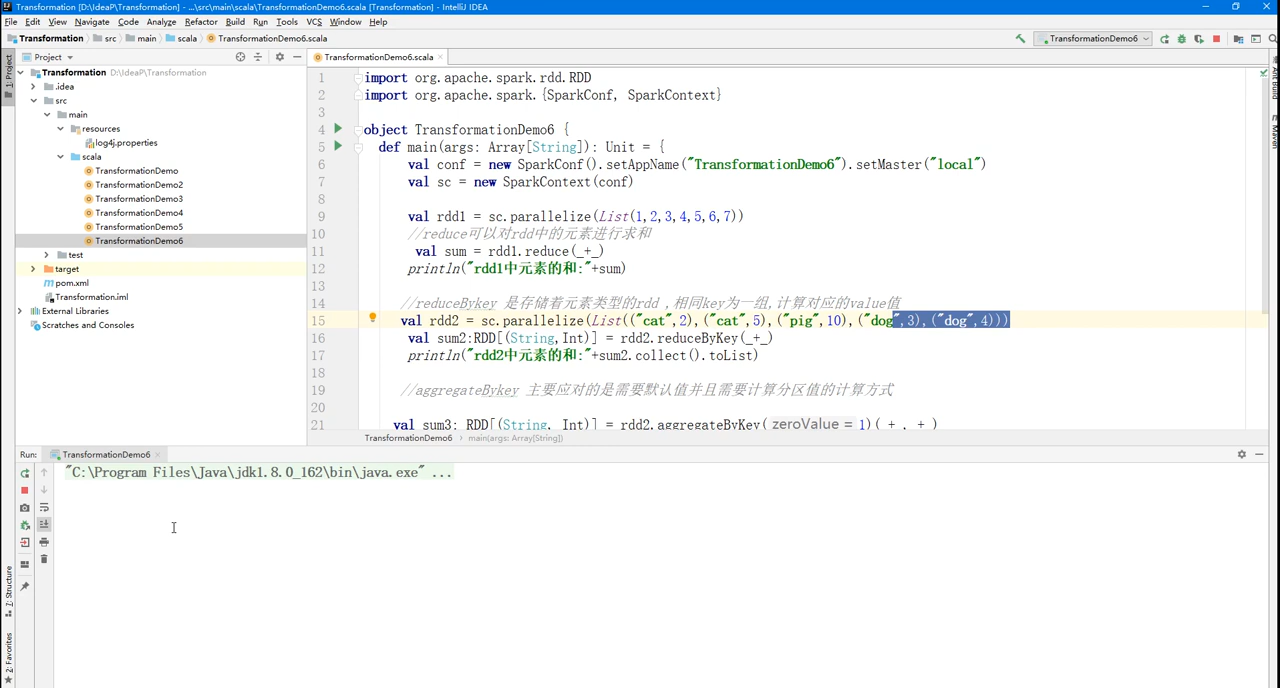 Transformation [D:\IdeaP\Transformation] - ...\src\main\scala\TransformationDemo6.scala [Transformation] - IntelliJ IDEA
File Edit View Navigate Code Analyze Refactor Build Run Tools VCS Window Help
Transformation src main scala TransformationDemo6.scala
TransformationDemo6
Project
TransformationDemo6.scala
1: Project
Transformation D:\IdeaP\Transformation
.idea
src
main
resources
log4j.properties
scala
TransformationDemo
TransformationDemo2
TransformationDemo3
TransformationDemo4
TransformationDemo5
TransformationDemo6
test
target
pom.xml
Transformation.iml
External Libraries
Scratches and Consoles
1 import org.apache.spark.rdd.RDD
2 import org.apache.spark.{SparkConf, SparkContext}
3
4 object TransformationDemo6 {
5 def main(args: Array[String]): Unit = {
6 val conf = new SparkConf().setAppName("TransformationDemo6").setMaster("local")
7 val sc = new SparkContext(conf)
8
9 val rdd1 = sc.parallelize(List(1,2,3,4,5,6,7))
10 //reduce可以对rdd中的元素进行求和
11 val sum = rdd1.reduce(_+_)
12 println("rdd1中元素的和:"+sum)
13
14 //reduceBykey 是存储着元素类型的rdd ,相同key为一组,计算对应的value值
15 val rdd2 = sc.parallelize(List(("cat",2),("cat",5),("pig",10),("dog",3),("dog",4)))
16 val sum2:RDD[(String,Int)] = rdd2.reduceByKey(_+_)
17 println("rdd2中元素的和:"+sum2.collect().toList)
18
19 //aggregateBykey 主要应对的是需要默认值并且需要计算分区值的计算方式
20
21 val sum3: RDD[(String, Int)] = rdd2.aggregateByKey( zeroValue = 1)(_+_,_+_)
TransformationDemo6 main(args: Array[String])
Ant Build
Maven
Run: TransformationDemo6
"C:\Program Files\Java\jdk1.8.0_162\bin\java.exe" ...
7: Structure
2: Favorites